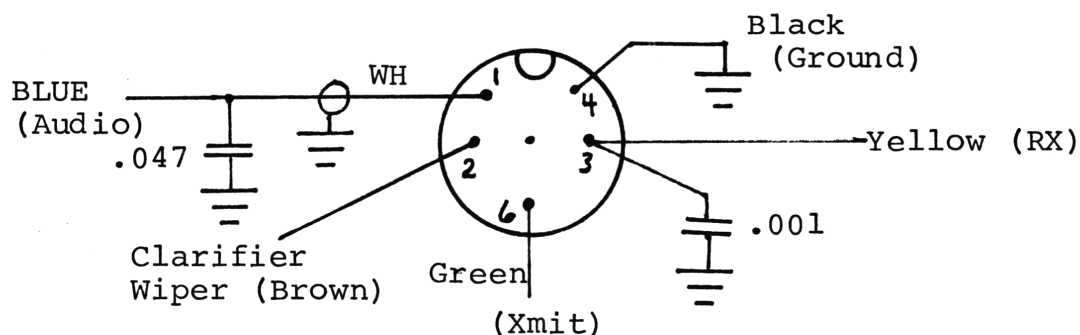 Black
(Ground)
BLUE
(Audio)
WH
1
4
.047
2
3
Yellow (RX)
6
.001
Clarifier
Wiper (Brown)
Green
(Xmit)